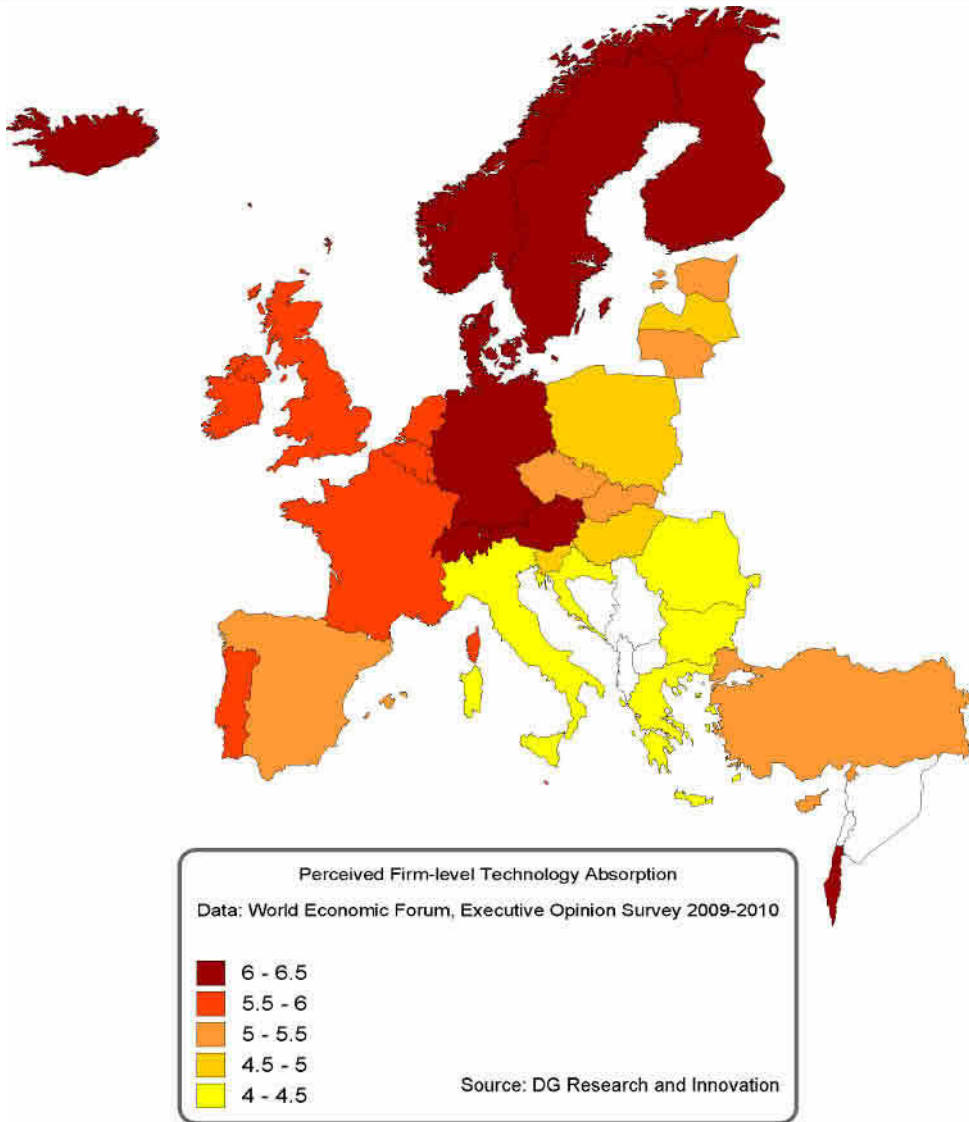 Perceived Firm-level Technology Absorption
Data: World Economic Forum, Executive Opinion Survey 2009-2010
6 - 6.5
5.5 - 6
5 - 5.5
4.5 - 5
4 - 4.5
Source: DG Research and Innovation